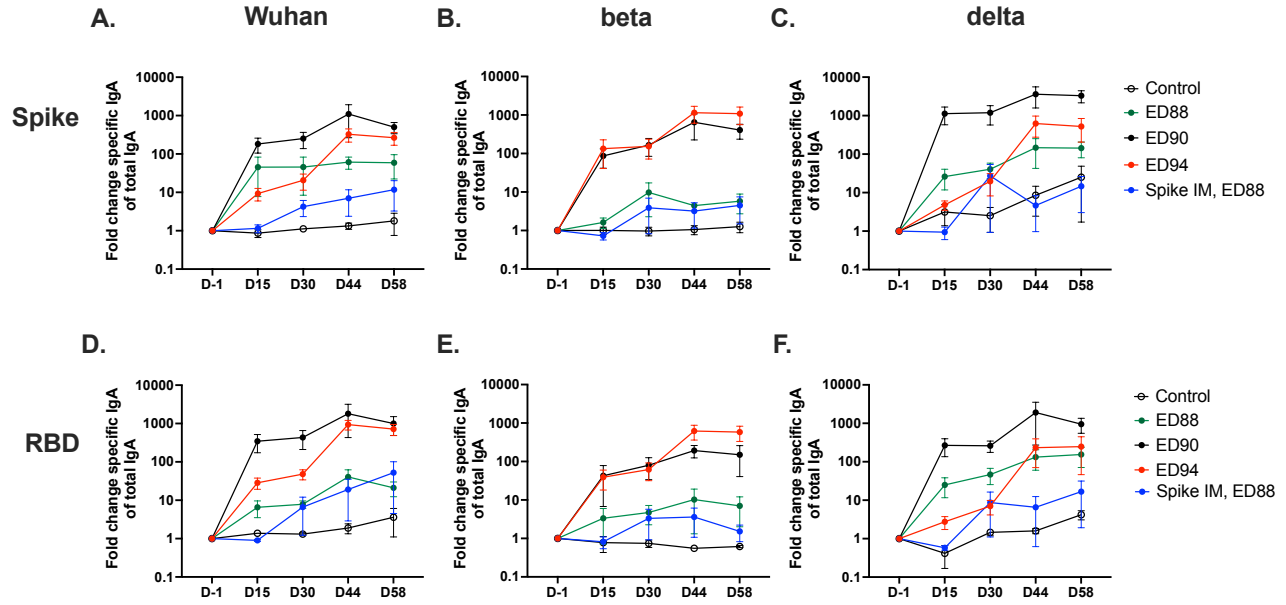 A.
Wuhan
B.
beta
C.
delta
Spike
Fold change specific IgA
of total IgA
10000
1000
100
10
1
0.1
D-1 D15 D30 D44 D58
Fold change specific IgA
of total IgA
10000
1000
100
10
1
0.1
D-1 D15 D30 D44 D58
Fold change specific IgA
of total IgA
10000
1000
100
10
1
0.1
D-1 D15 D30 D44 D58
Control
ED88
ED90
ED94
Spike IM, ED88
D.
E.
F.
RBD
Fold change specific IgA
of total IgA
10000
1000
100
10
1
0.1
D-1 D15 D30 D44 D58
Fold change specific IgA
of total IgA
10000
1000
100
10
1
0.1
D-1 D15 D30 D44 D58
Fold change specific IgA
of total IgA
10000
1000
100
10
1
0.1
D-1 D15 D30 D44 D58
Control
ED88
ED90
ED94
Spike IM, ED88